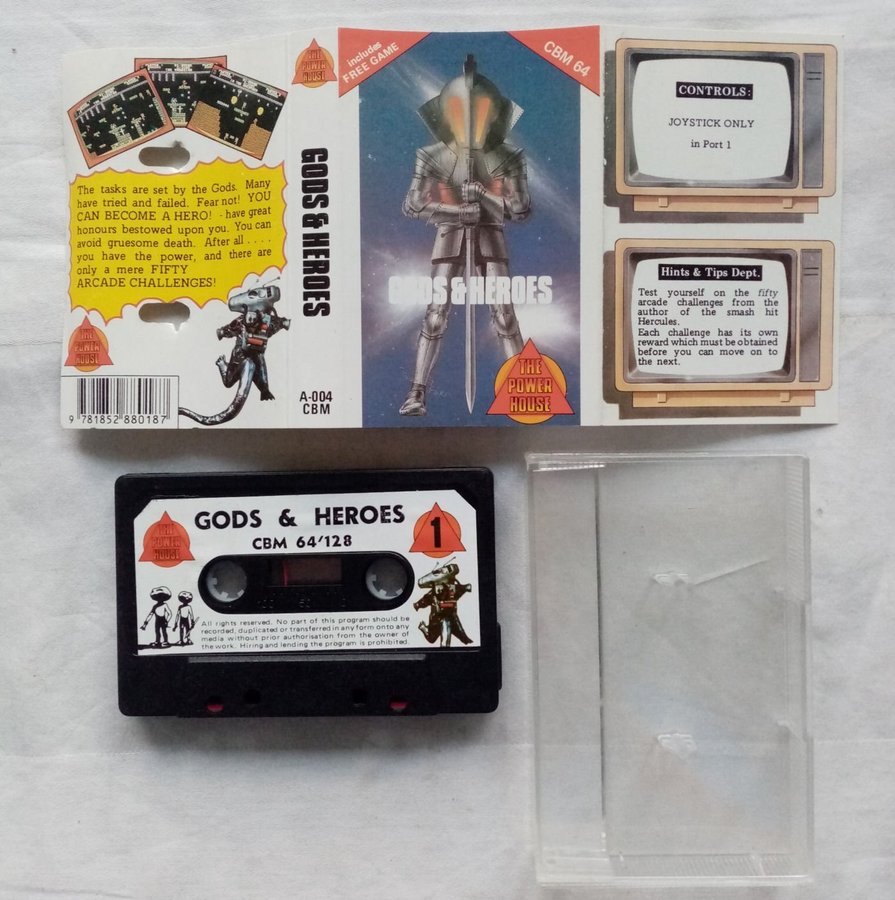 The tasks are set by the Gods. Many
have tried and failed. Fear not! YOU
CAN BECOME A HERO! - have great
honours bestowed upon you. You can
avoid gruesome death. After all . . . .
you have the power, and there are
only a mere FIFTY
ARCADE CHALLENGES!
THE
POWER
HOUSE
9 781852 880187
THE
POWER
HOUSE
GODS & HEROES
A-004
CBM
includes
FREE GAME
CBM 64
GODS & HEROES
THE
POWER
HOUSE
CONTROLS:
JOYSTICK ONLY
in Port 1
Hints & Tips Dept.
Test yourself on the fifty
arcade challenges from the
author of the smash hit
Hercules.
Each challenge has its own
reward which must be obtained
before you can move on to
the next.
THE
POWER
HOUSE
GODS & HEROES
CBM 64/128
1
All rights reserved. No part of this program should be
recorded, duplicated or transferred in any form onto any
media without prior authorisation from the owner of
the work. Hiring and lending the program is prohibited.